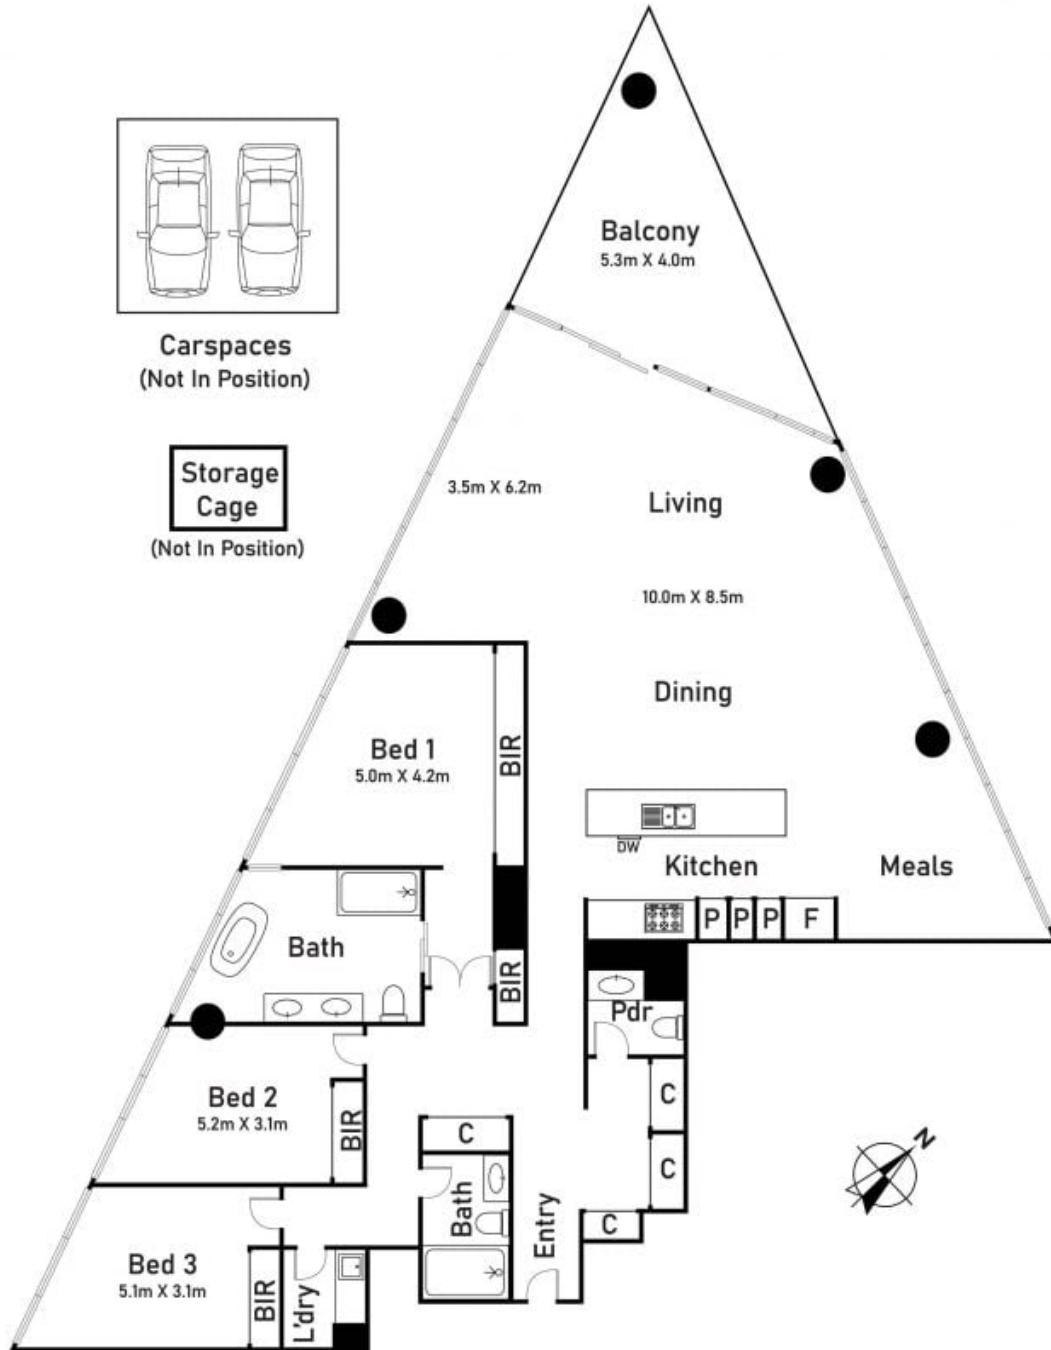 Balcony
5.3m X 4.0m
Carspaces
(Not In Position)
Storage
Cage
(Not In Position)
3.5m X 6.2m
Living
10.0m X 8.5m
Dining
Bed 1
5.0m X 4.2m
BIR
DW
Kitchen
Meals
P
P
P
F
Bath
BIR
Pdr
Bed 2
5.2m X 3.1m
BIR
C
C
C
C
N
Bath
Entry
Bed 3
5.1m X 3.1m
BIR
L'dry